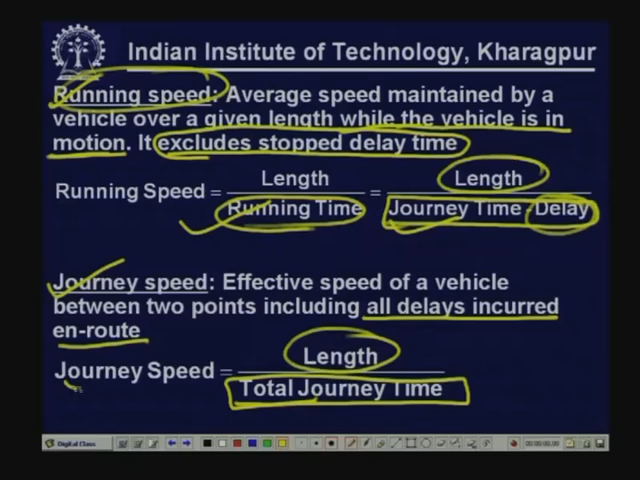 Indian Institute of Technology, Kharagpur
Running speed: Average speed maintained by a
vehicle over a given length while the vehicle is in
motion. It excludes stopped delay time
Running Speed = Length / Running Time = Length / Journey Time - Delay
Journey speed: Effective speed of a vehicle
between two points including all delays incurred
en-route
Journey Speed = Length / Total Journey Time
Digital Class